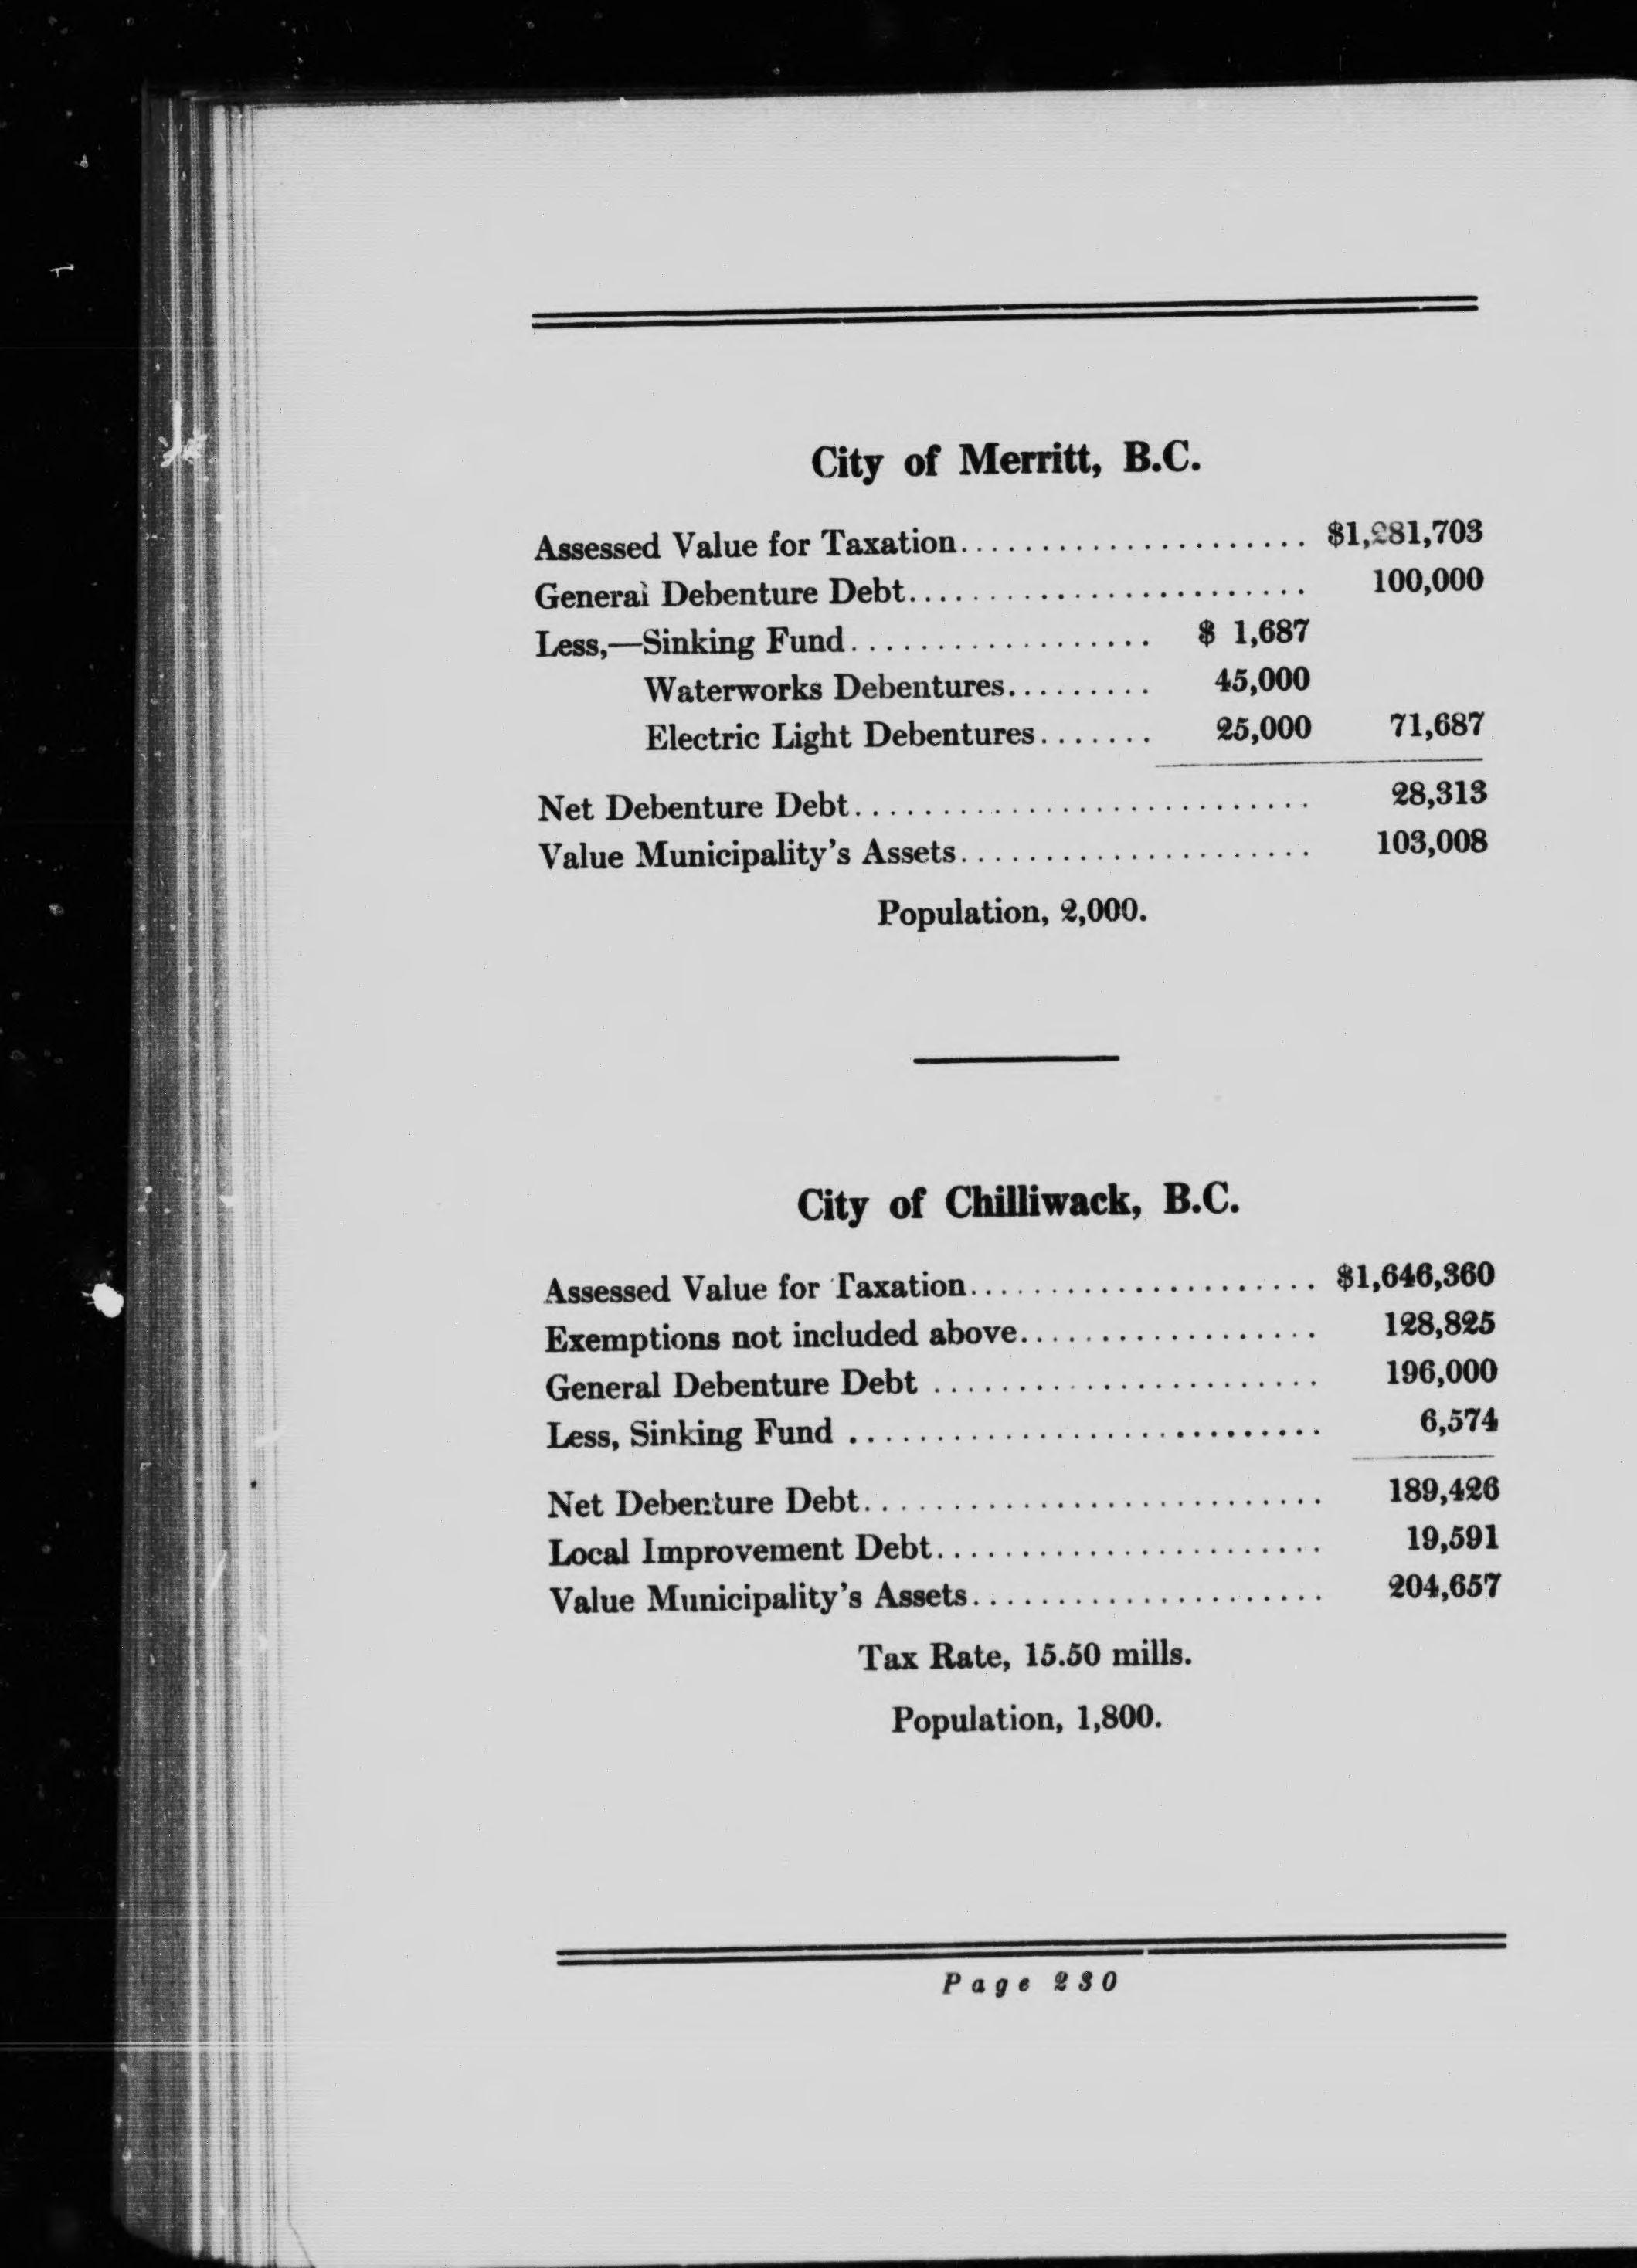 City of Merritt, B.C.
Assessed Value for Taxation...................... $1,281,703
General Debenture Debt......................... 100,000
Less,—Sinking Fund.................. $ 1,687
Waterworks Debentures......... 45,000
Electric Light Debentures....... 25,000 71,687
Net Debenture Debt........................... 28,313
Value Municipality's Assets..................... 103,008
Population, 2,000.
City of Chilliwack, B.C.
Assessed Value for Taxation...................... $1,646,360
Exemptions not included above.................. 128,825
General Debenture Debt ........................ 196,000
Less, Sinking Fund ............................. 6,574
Net Debenture Debt............................ 189,426
Local Improvement Debt........................ 19,591
Value Municipality's Assets...................... 204,657
Tax Rate, 15.50 mills.
Population, 1,800.
Page 230